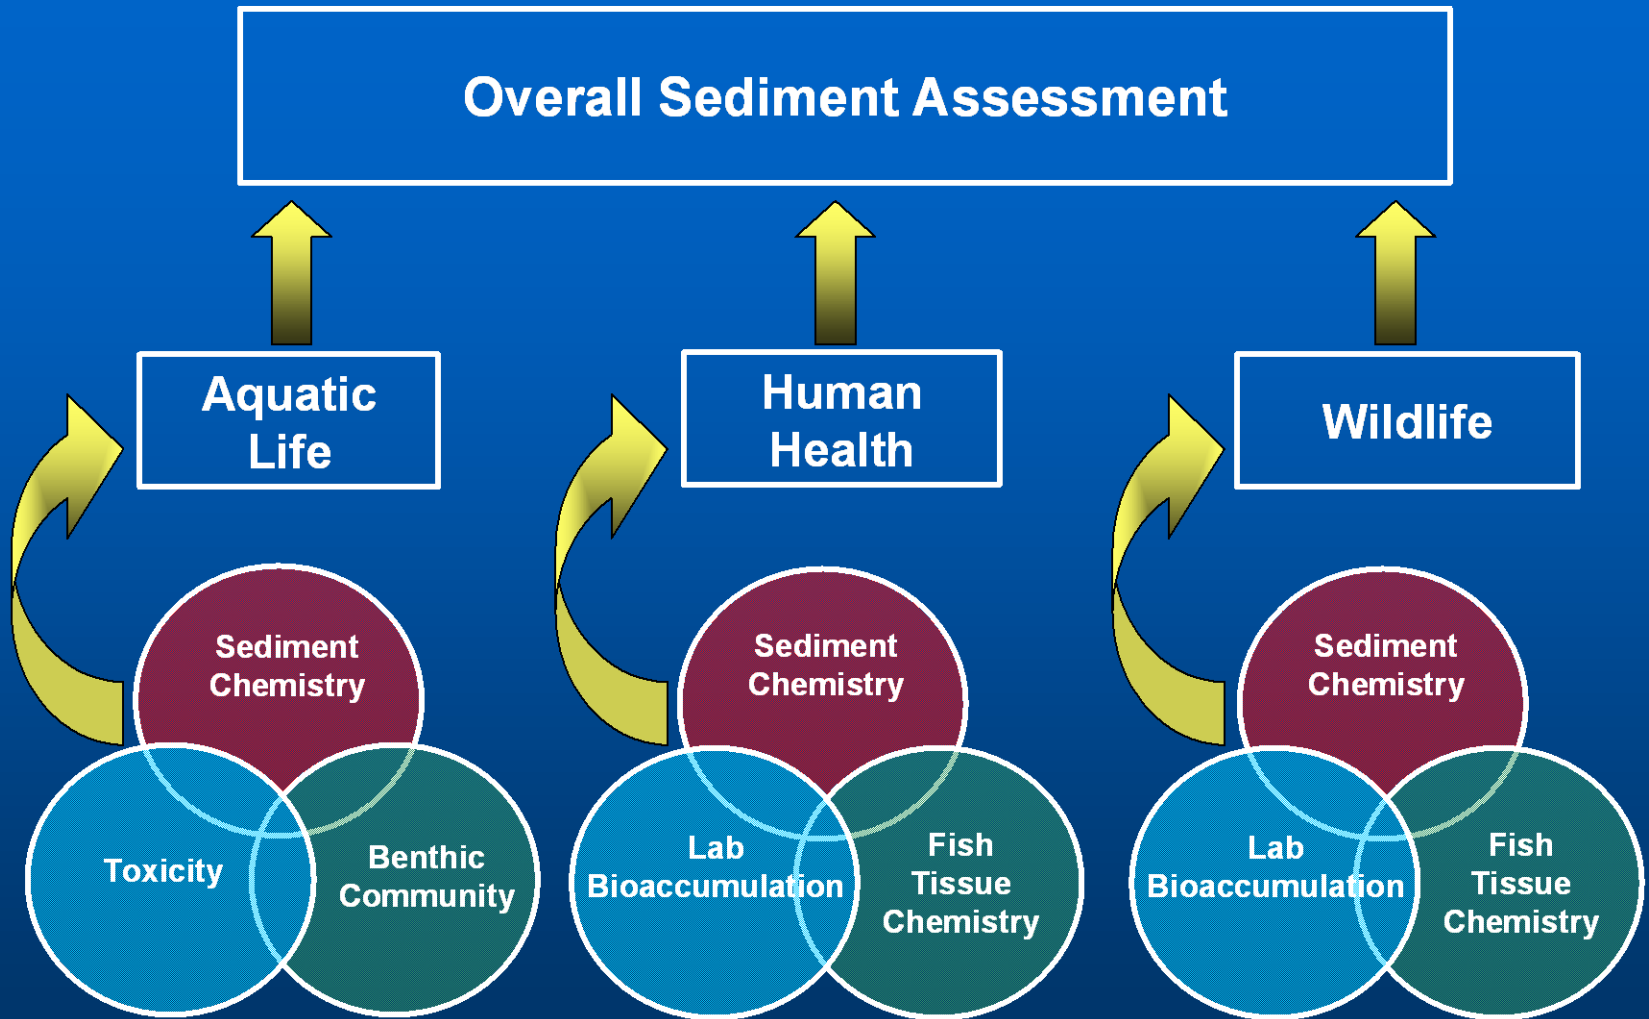 Overall Sediment Assessment
Aquatic
Life
Human
Health
Wildlife
Sediment
Chemistry
Toxicity
Benthic
Community
Sediment
Chemistry
Lab
Bioaccumulation
Fish
Tissue
Chemistry
Sediment
Chemistry
Lab
Bioaccumulation
Fish
Tissue
Chemistry